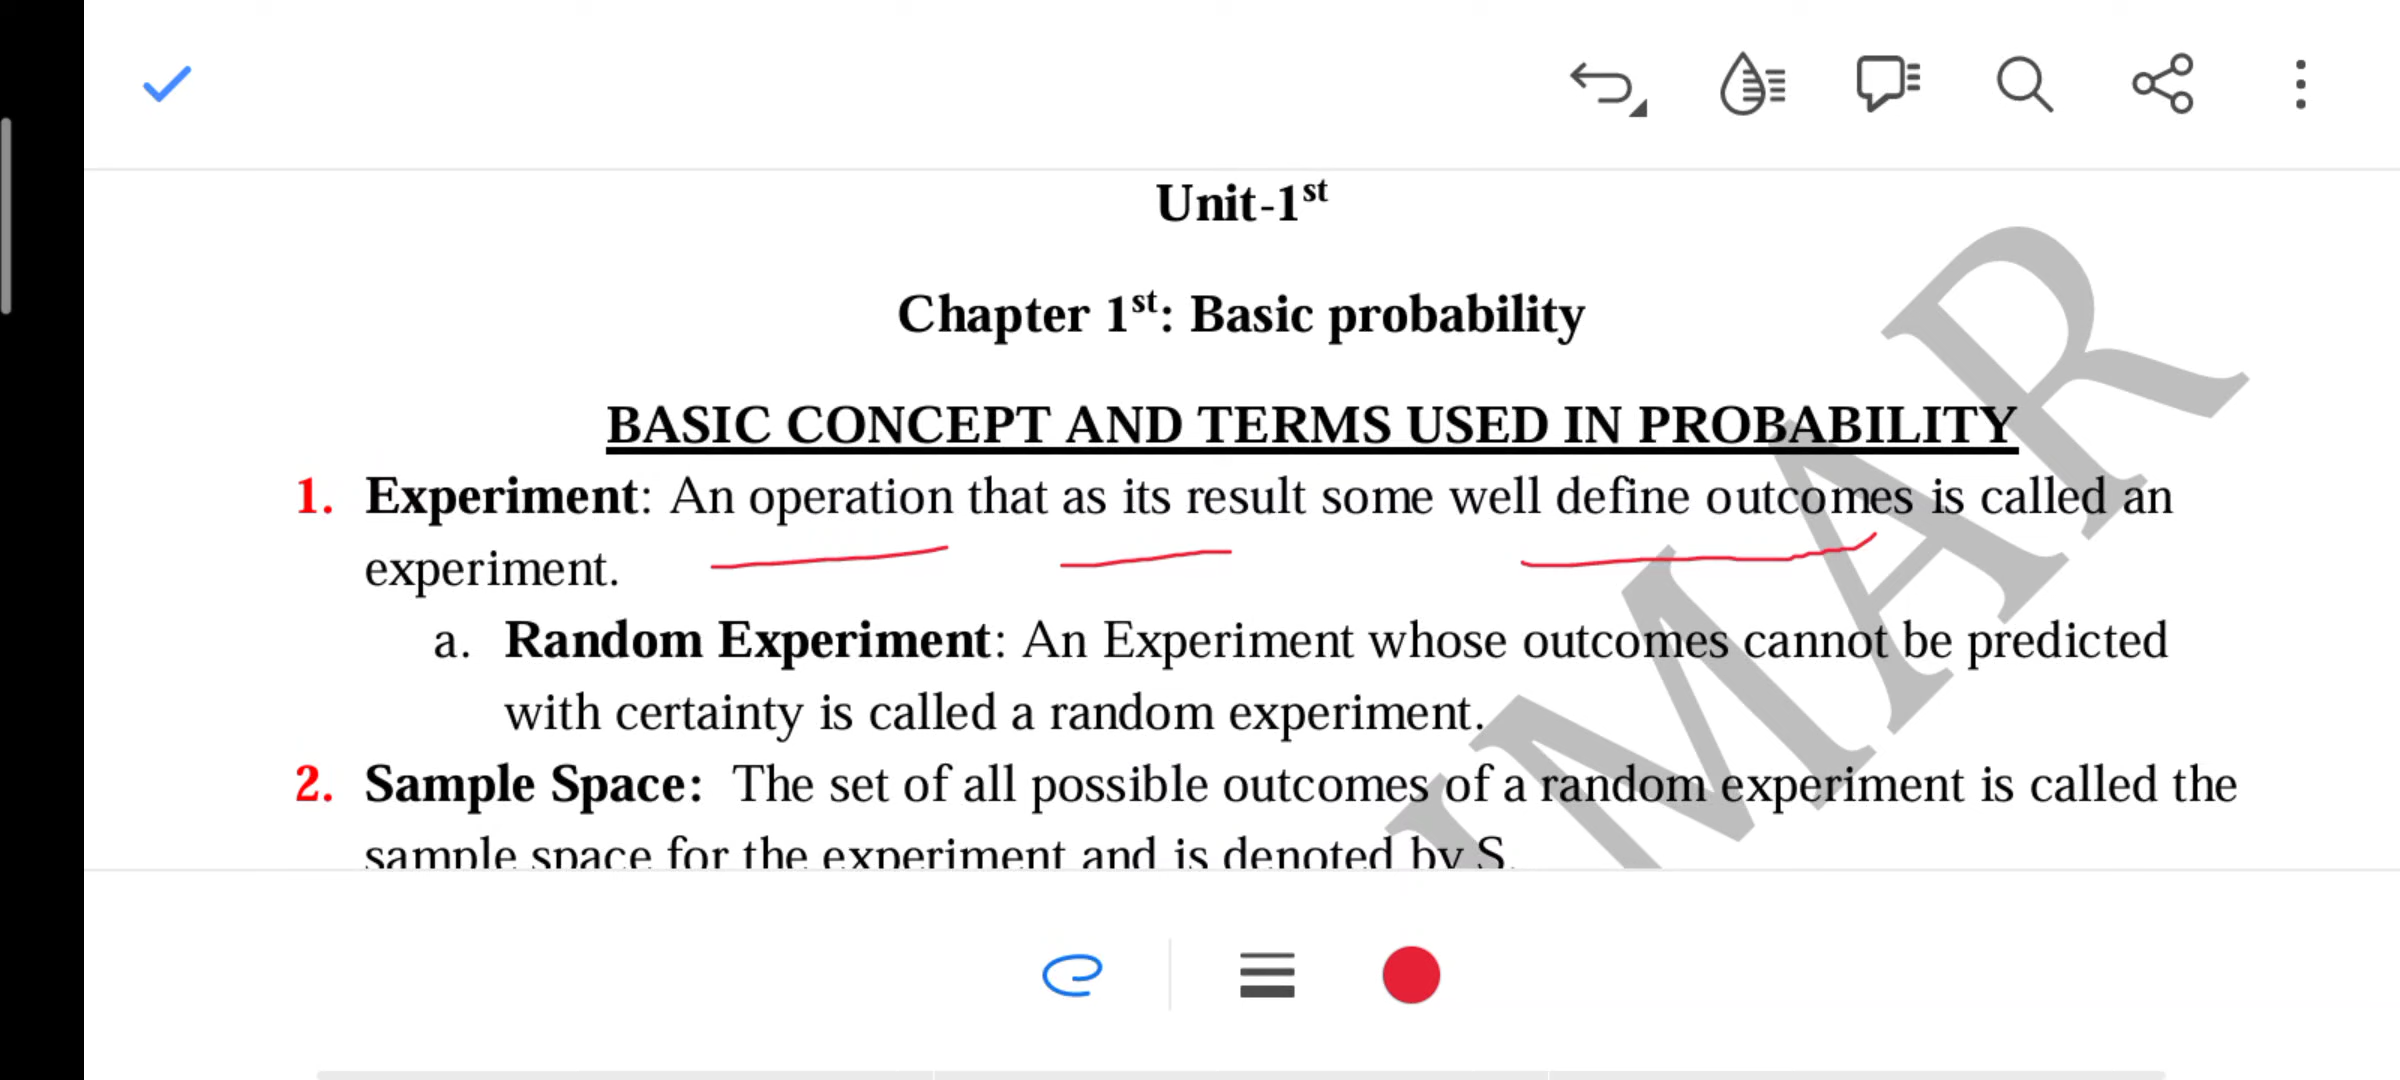 Unit-1st
Chapter 1st: Basic probability
BASIC CONCEPT AND TERMS USED IN PROBABILITY
1. Experiment: An operation that as its result some well define outcomes is called an
experiment.
a. Random Experiment: An Experiment whose outcomes cannot be predicted
with certainty is called a random experiment.
2. Sample Space: The set of all possible outcomes of a random experiment is called the
sample space for the experiment and is denoted by S.
MAR